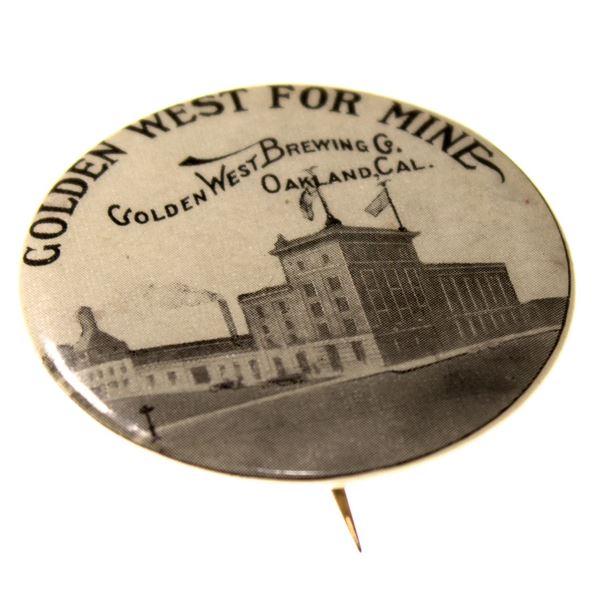 GOLDEN WEST FOR MINE
GOLDEN WEST BREWING CO.
OAKLAND, CAL.